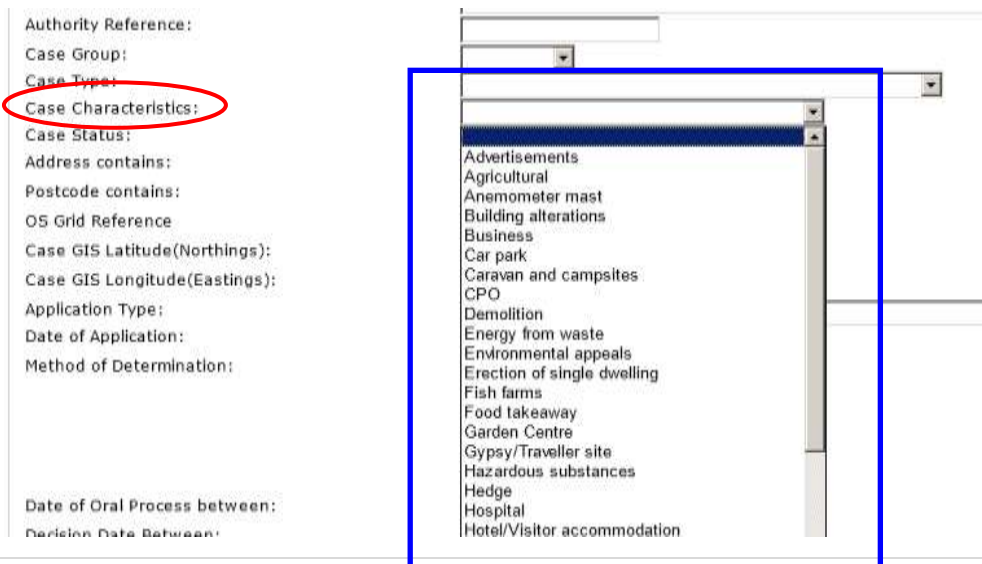 Authority Reference:
Case Group:
Case Type:
Case Characteristics:
Case Status:
Address contains:
Postcode contains:
OS Grid Reference
Case GIS Latitude(Northings):
Case GIS Longitude(Eastings):
Application Type:
Date of Application:
Method of Determination:
Date of Oral Process between:
Decision Date Between:
Advertisements
Agricultural
Anemometer mast
Building alterations
Business
Car park
Caravan and campsites
CPO
Demolition
Energy from waste
Environmental appeals
Erection of single dwelling
Fish farms
Food takeaway
Garden Centre
Gypsy/Traveller site
Hazardous substances
Hedge
Hospital
Hotel/Visitor accommodation